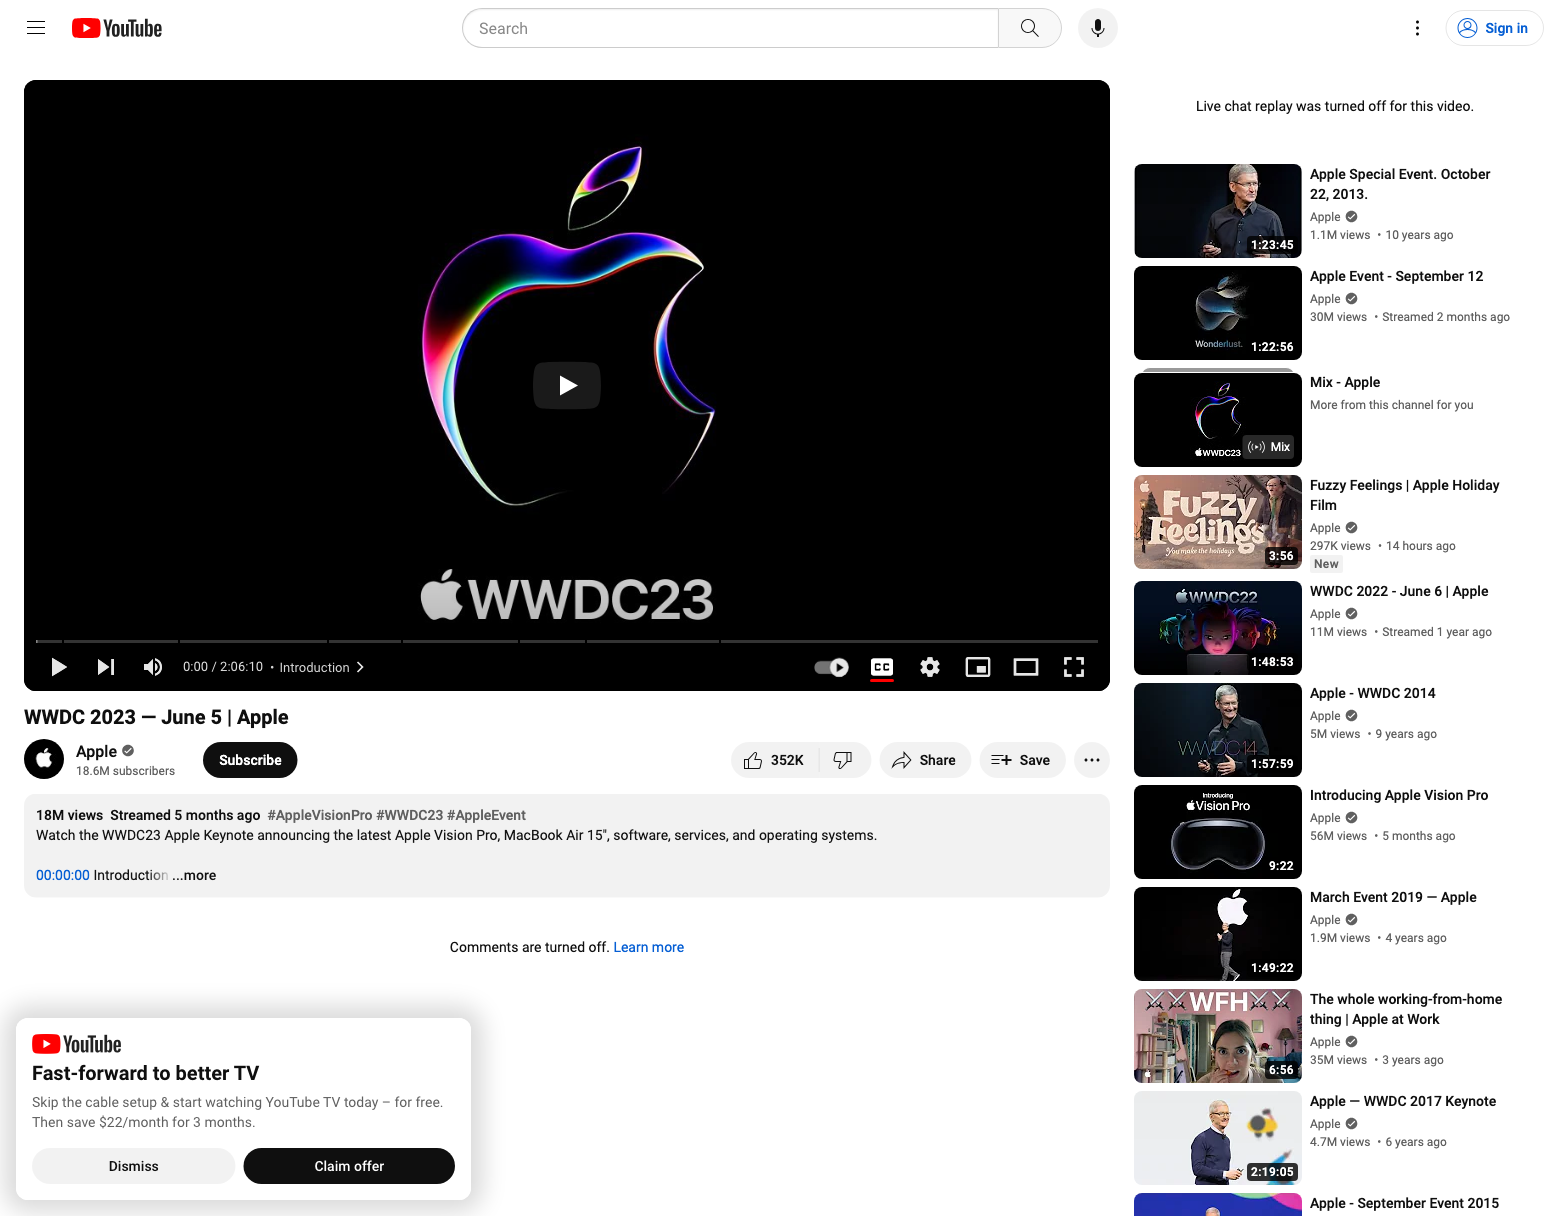 YouTube
Search
Sign in
WWDC23
0:00 / 2:06:10 • Introduction
CC
WWDC 2023 — June 5 | Apple
Apple
18.6M subscribers
Subscribe
352K
Share
Save
18M views Streamed 5 months ago #AppleVisionPro #WWDC23 #AppleEvent
Watch the WWDC23 Apple Keynote announcing the latest Apple Vision Pro, MacBook Air 15", software, services, and operating systems.
00:00:00 Introduction ...more
Comments are turned off. Learn more
YouTube
Fast-forward to better TV
Skip the cable setup & start watching YouTube TV today – for free.
Then save $22/month for 3 months.
Dismiss
Claim offer
Live chat replay was turned off for this video.
1:23:45
Apple Special Event. October
22, 2013.
Apple
1.1M views • 10 years ago
Wonderlust.
1:22:56
Apple Event - September 12
Apple
30M views • Streamed 2 months ago
WWDC23
Mix
Mix - Apple
More from this channel for you
Fuzzy
Feelings
You make the holidays
3:56
Fuzzy Feelings | Apple Holiday
Film
Apple
297K views • 14 hours ago
New
WWDC22
1:48:53
WWDC 2022 - June 6 | Apple
Apple
11M views • Streamed 1 year ago
WWDC14
1:57:59
Apple - WWDC 2014
Apple
5M views • 9 years ago
Introducing
Vision Pro
9:22
Introducing Apple Vision Pro
Apple
56M views • 5 months ago
1:49:22
March Event 2019 — Apple
Apple
1.9M views • 4 years ago
WFH
6:56
The whole working-from-home
thing | Apple at Work
Apple
35M views • 3 years ago
2:19:05
Apple — WWDC 2017 Keynote
Apple
4.7M views • 6 years ago
Apple - September Event 2015